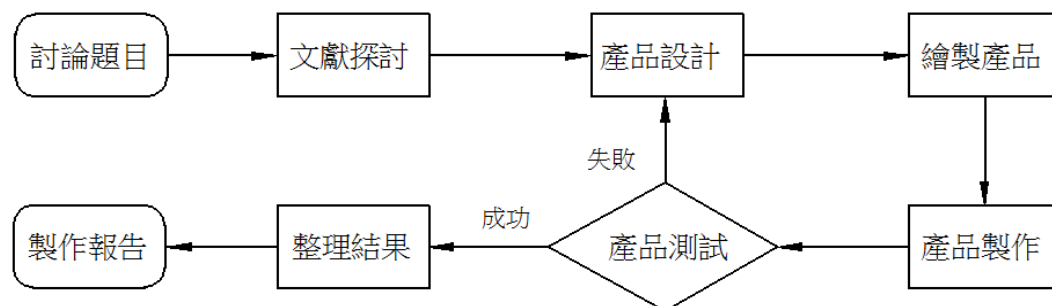 討論題目
文獻探討
產品設計
繪製產品
失敗
成功
製作報告
整理結果
產品測試
產品製作